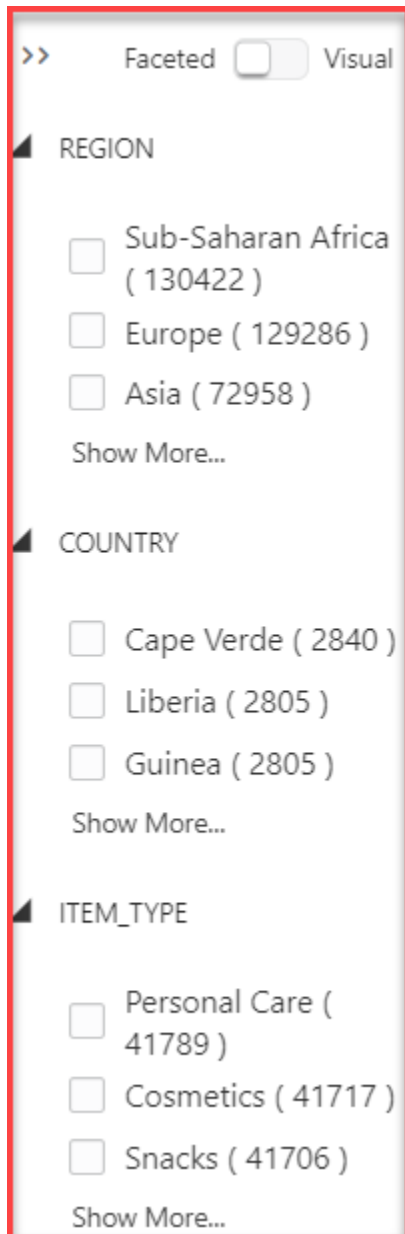 >> Faceted Visual
REGION
Sub-Saharan Africa
( 130422 )
Europe ( 129286 )
Asia ( 72958 )
Show More...
COUNTRY
Cape Verde ( 2840 )
Liberia ( 2805 )
Guinea ( 2805 )
Show More...
ITEM_TYPE
Personal Care (
41789 )
Cosmetics ( 41717 )
Snacks ( 41706 )
Show More...